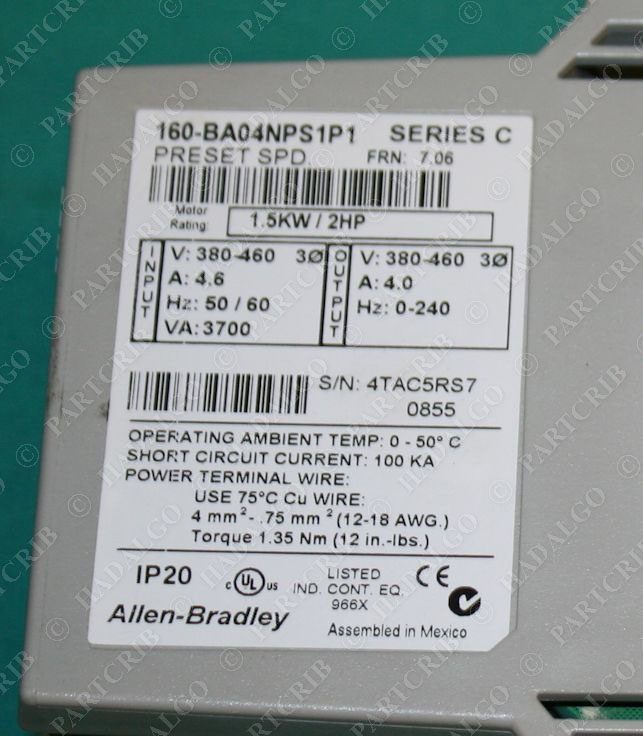 160-BA04NPS1P1 SERIES C
PRESET SPD. FRN: 7.06
Motor
Rating: 1.5KW / 2HP
INPUT
V: 380-460 3Ø
A: 4.6
Hz: 50 / 60
VA: 3700
OUTPUT
V: 380-460 3Ø
A: 4.0
Hz: 0-240
S/N: 4TAC5RS7
0855
OPERATING AMBIENT TEMP: 0 - 50° C
SHORT CIRCUIT CURRENT: 100 KA
POWER TERMINAL WIRE:
USE 75°C Cu WIRE:
4 mm² - .75 mm² (12-18 AWG.)
Torque 1.35 Nm (12 in.-lbs.)
IP20 c UL us LISTED CE
IND. CONT. EQ.
966X
Allen-Bradley Assembled in Mexico
© PARTCRIB
© HADALGO